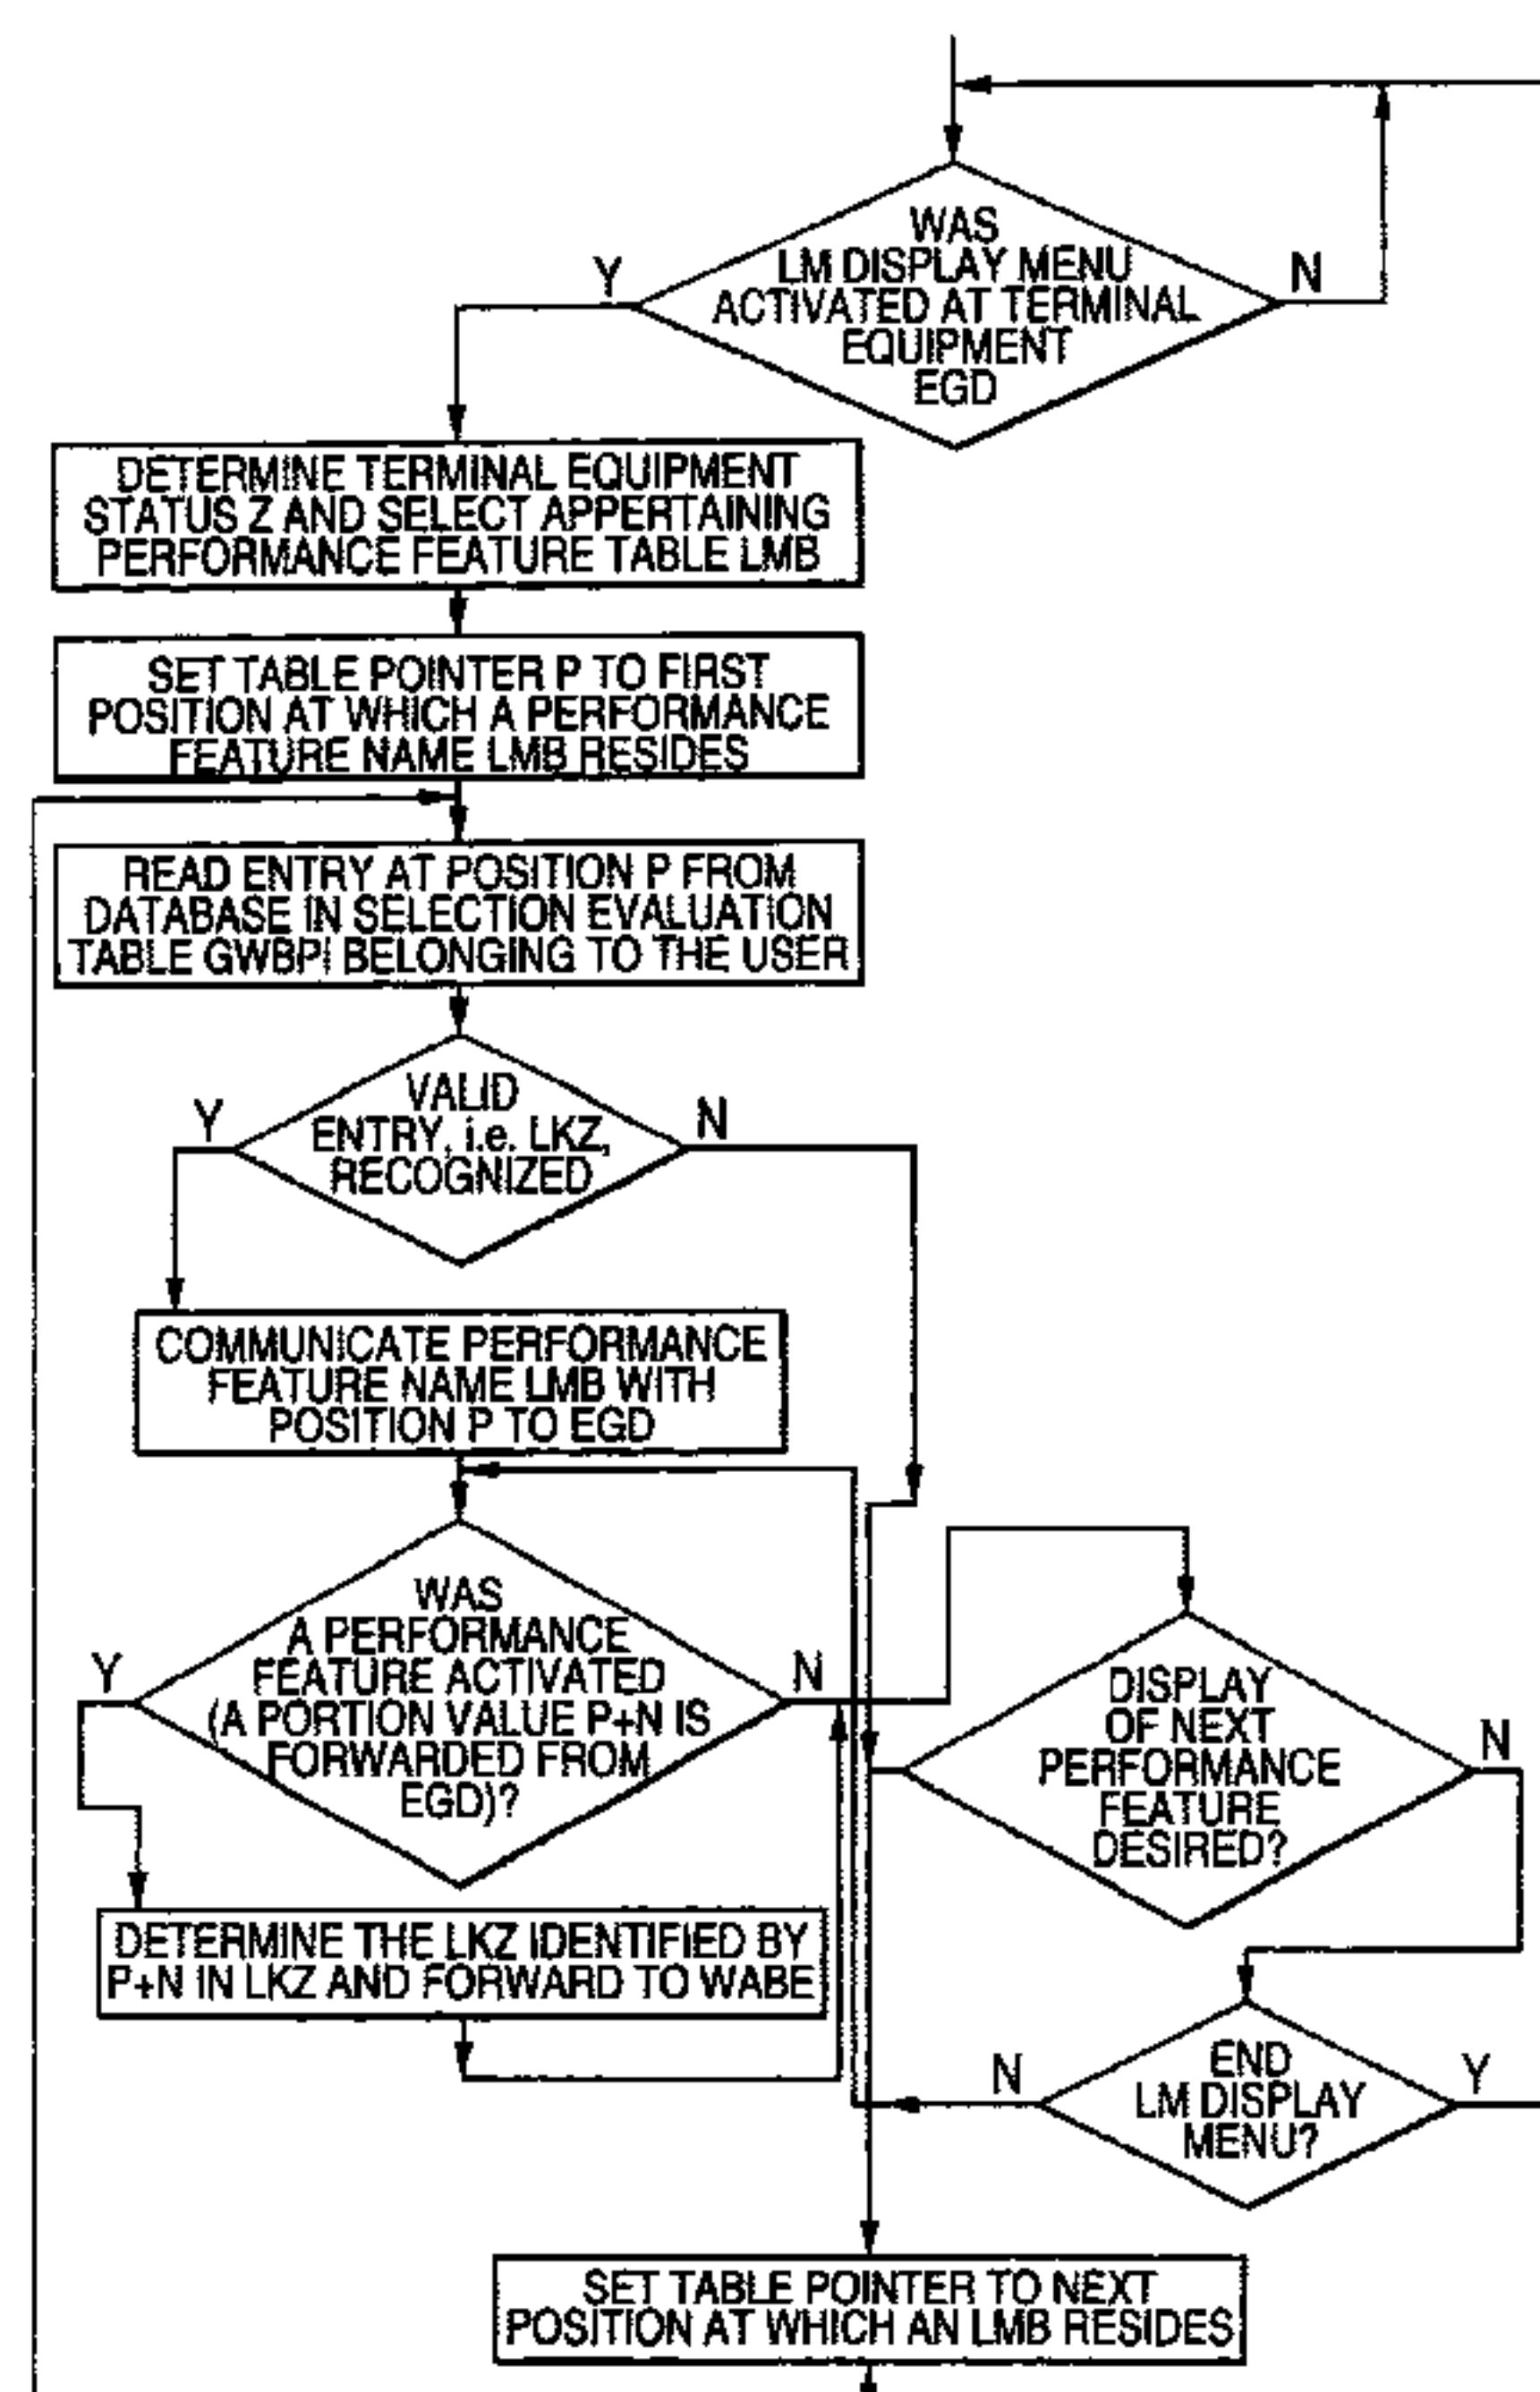 WAS
LM DISPLAY MENU
ACTIVATED AT TERMINAL
EQUIPMENT
EGD
Y
N
DETERMINE TERMINAL EQUIPMENT
STATUS Z AND SELECT APPERTAINING
PERFORMANCE FEATURE TABLE LMB
SET TABLE POINTER P TO FIRST
POSITION AT WHICH A PERFORMANCE
FEATURE NAME LMB RESIDES
READ ENTRY AT POSITION P FROM
DATABASE IN SELECTION EVALUATION
TABLE GWBPI BELONGING TO THE USER
VALID
ENTRY, i.e. LKZ,
RECOGNIZED
Y
N
COMMUNICATE PERFORMANCE
FEATURE NAME LMB WITH
POSITION P TO EGD
WAS
A PERFORMANCE
FEATURE ACTIVATED
(A PORTION VALUE P+N IS
FORWARDED FROM
EGD)?
Y
N
DISPLAY
OF NEXT
PERFORMANCE
FEATURE
DESIRED?
N
DETERMINE THE LKZ IDENTIFIED BY
P+N IN LKZ AND FORWARD TO WABE
END
LM DISPLAY
MENU?
N
Y
SET TABLE POINTER TO NEXT
POSITION AT WHICH AN LMB RESIDES